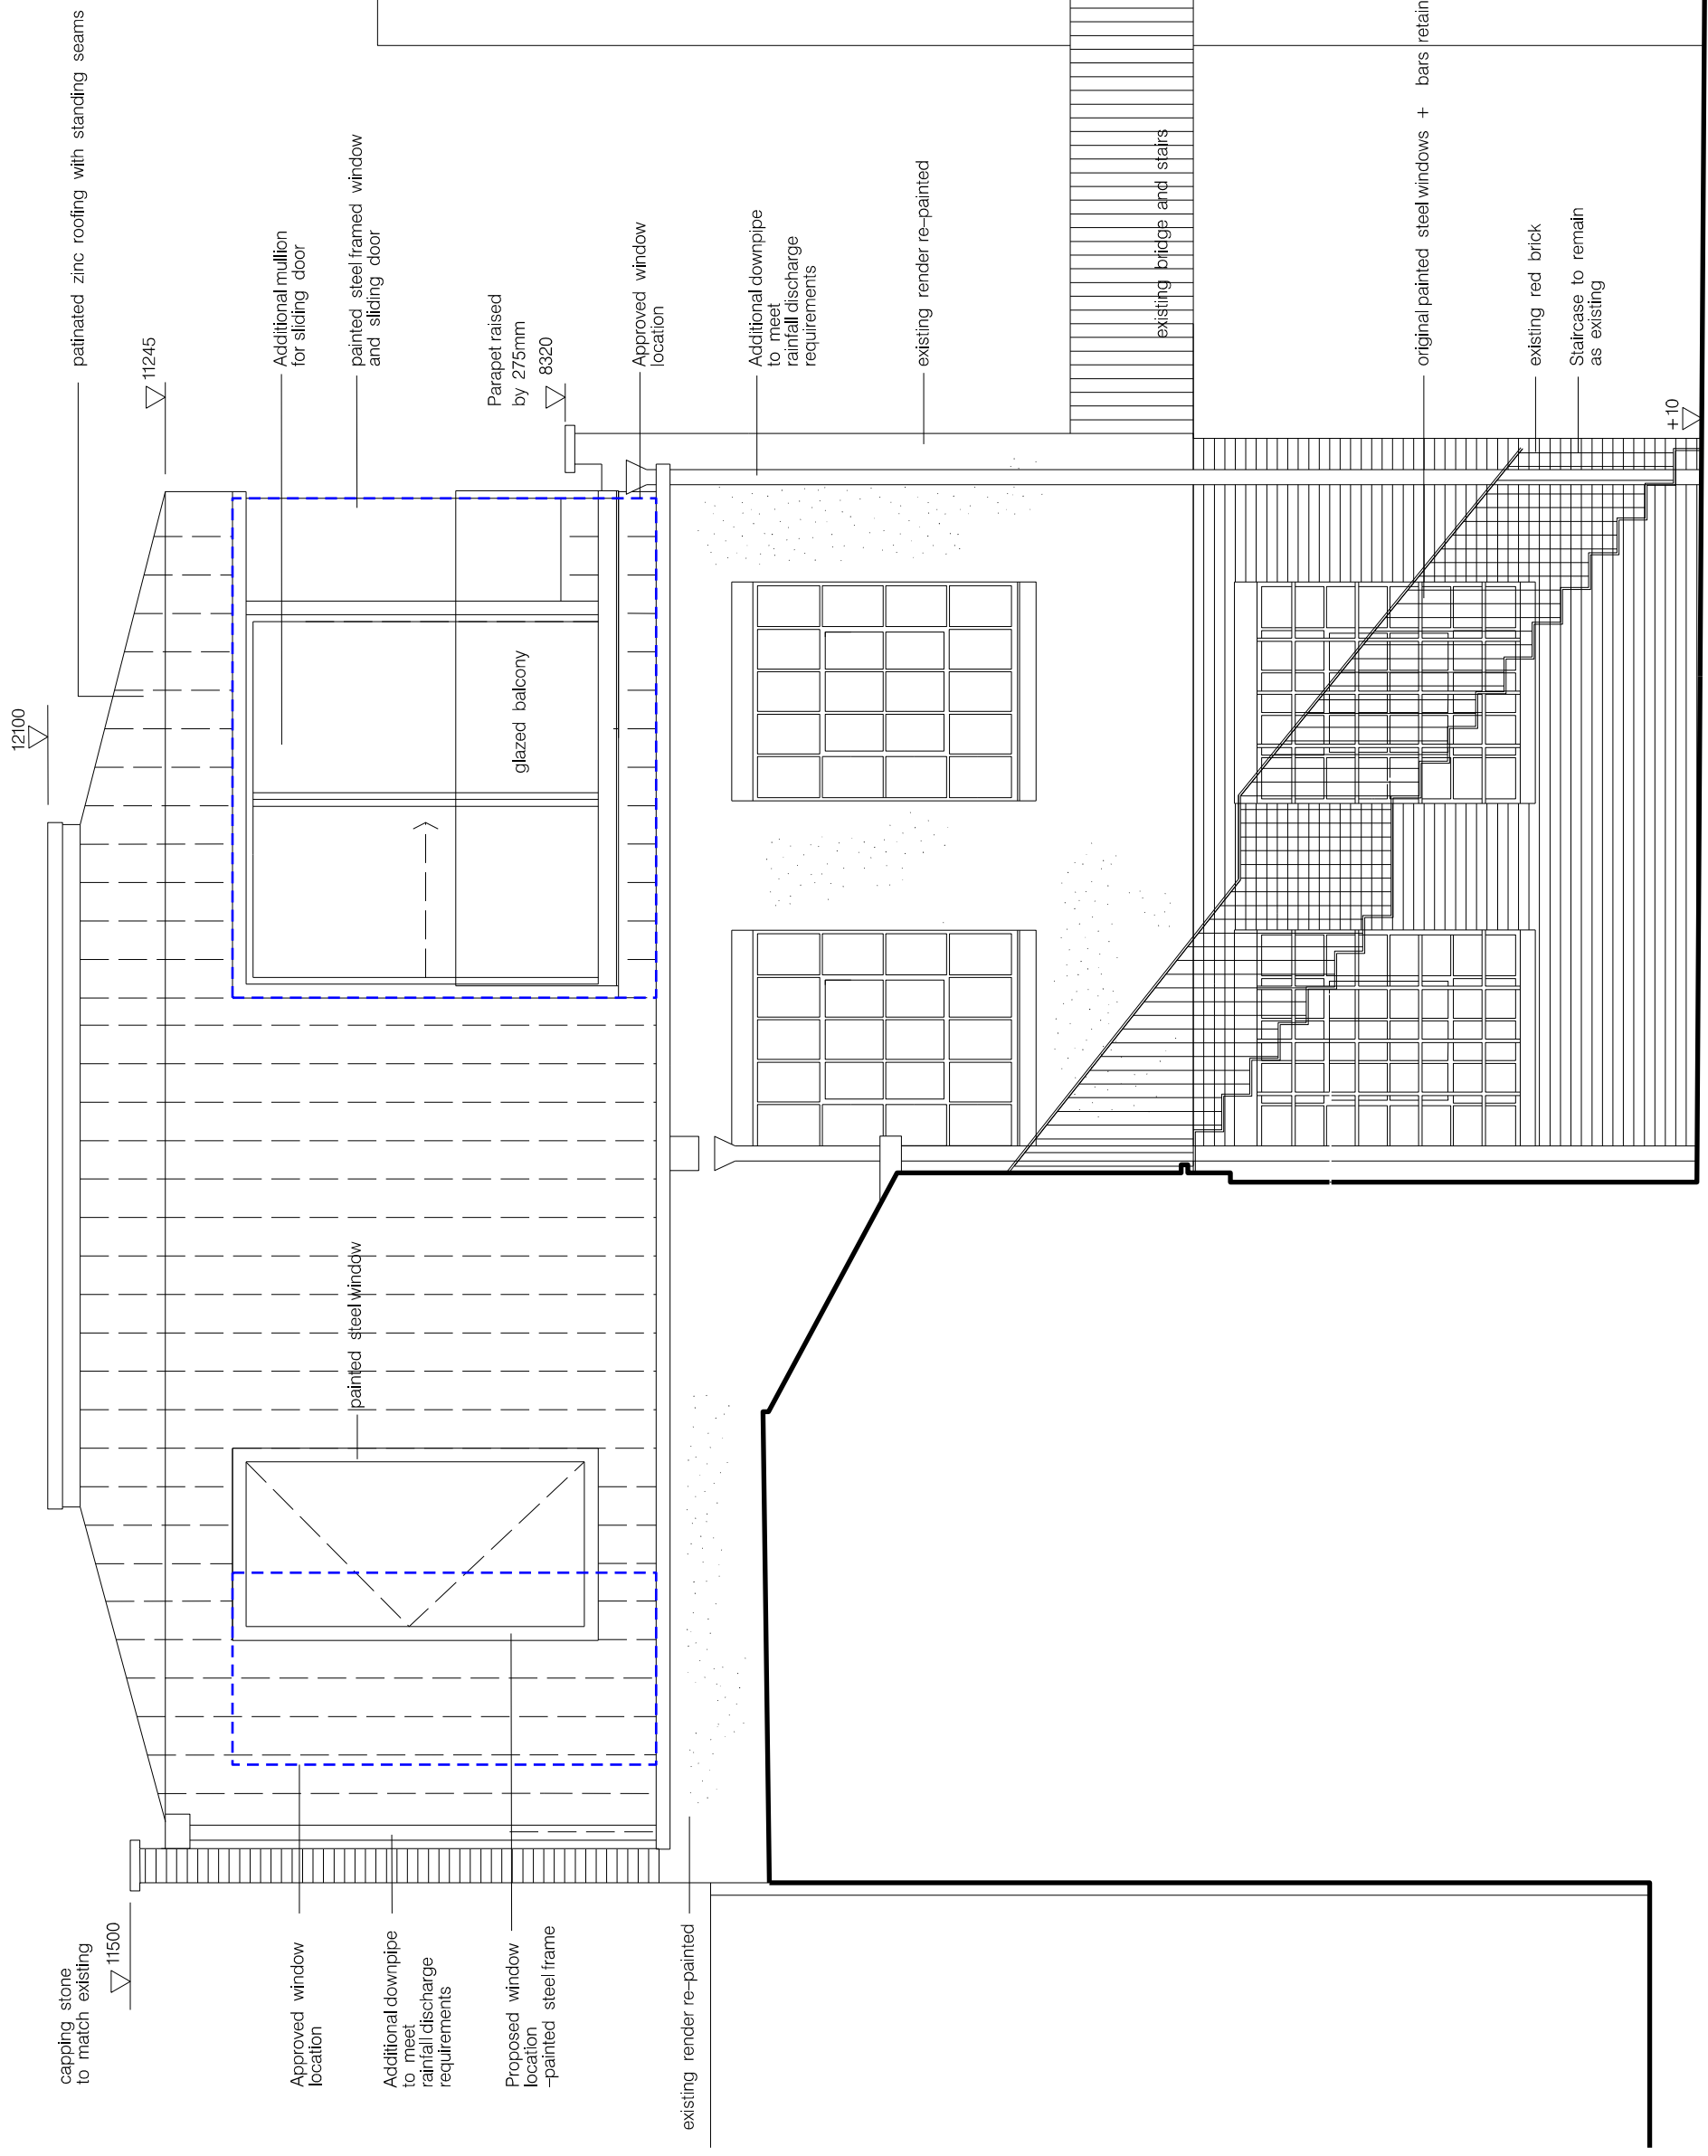 capping stone
to match existing
11500
Approved window
location
Additional downpipe
to meet
rainfall discharge
requirements
Proposed window
location
-painted steel frame
existing render re-painted
painted steel window
12100
glazed balcony
patinated zinc roofing with standing seams
11245
Additional mullion
for sliding door
painted steel framed window
and sliding door
Parapet raised
by 275mm
8320
Approved window
location
Additional downpipe
to meet
rainfall discharge
requirements
existing render re-painted
existing bridge and stairs
original painted steel windows + bars retain
existing red brick
Staircase to remain
as existing
+10